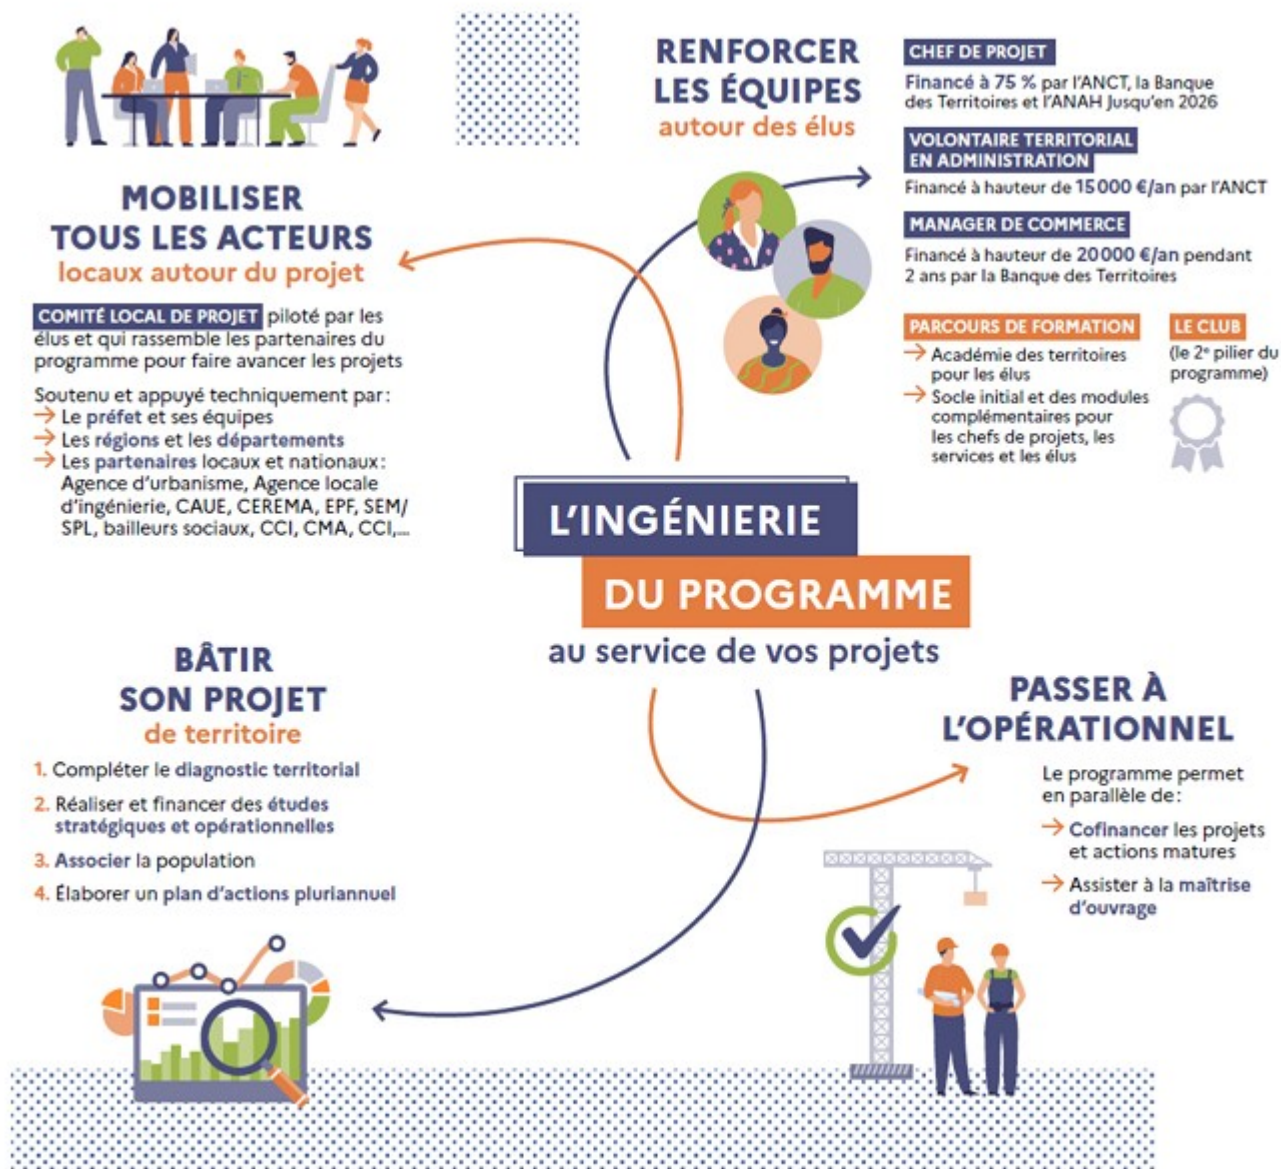 MOBILISER
TOUS LES ACTEURS
locaux autour du projet
COMITÉ LOCAL DE PROJET piloté par les
élus et qui rassemble les partenaires du
programme pour faire avancer les projets
Soutenu et appuyé techniquement par :
→ Le préfet et ses équipes
→ Les régions et les départements
→ Les partenaires locaux et nationaux :
Agence d'urbanisme, Agence locale
d'ingénierie, CAUE, CEREMA, EPF, SEM/
SPL, bailleurs sociaux, CCI, CMA, CCI,...
RENFORCER
LES ÉQUIPES
autour des élus
CHEF DE PROJET
Financé à 75 % par l'ANCT, la Banque
des Territoires et l'ANAH Jusqu'en 2026
VOLONTAIRE TERRITORIAL
EN ADMINISTRATION
Financé à hauteur de 15 000 €/an par l'ANCT
MANAGER DE COMMERCE
Financé à hauteur de 20 000 €/an pendant
2 ans par la Banque des Territoires
PARCOURS DE FORMATION
→ Académie des territoires
pour les élus
→ Socle initial et des modules
complémentaires pour
les chefs de projets, les
services et les élus
LE CLUB
(le 2e pilier du
programme)
L'INGÉNIERIE
DU PROGRAMME
au service de vos projets
BÂTIR
SON PROJET
de territoire
1. Compléter le diagnostic territorial
2. Réaliser et financer des études
stratégiques et opérationnelles
3. Associer la population
4. Élaborer un plan d'actions pluriannuel
PASSER À
L'OPÉRATIONNEL
Le programme permet
en parallèle de :
→ Cofinancer les projets
et actions matures
→ Assister à la maîtrise
d'ouvrage